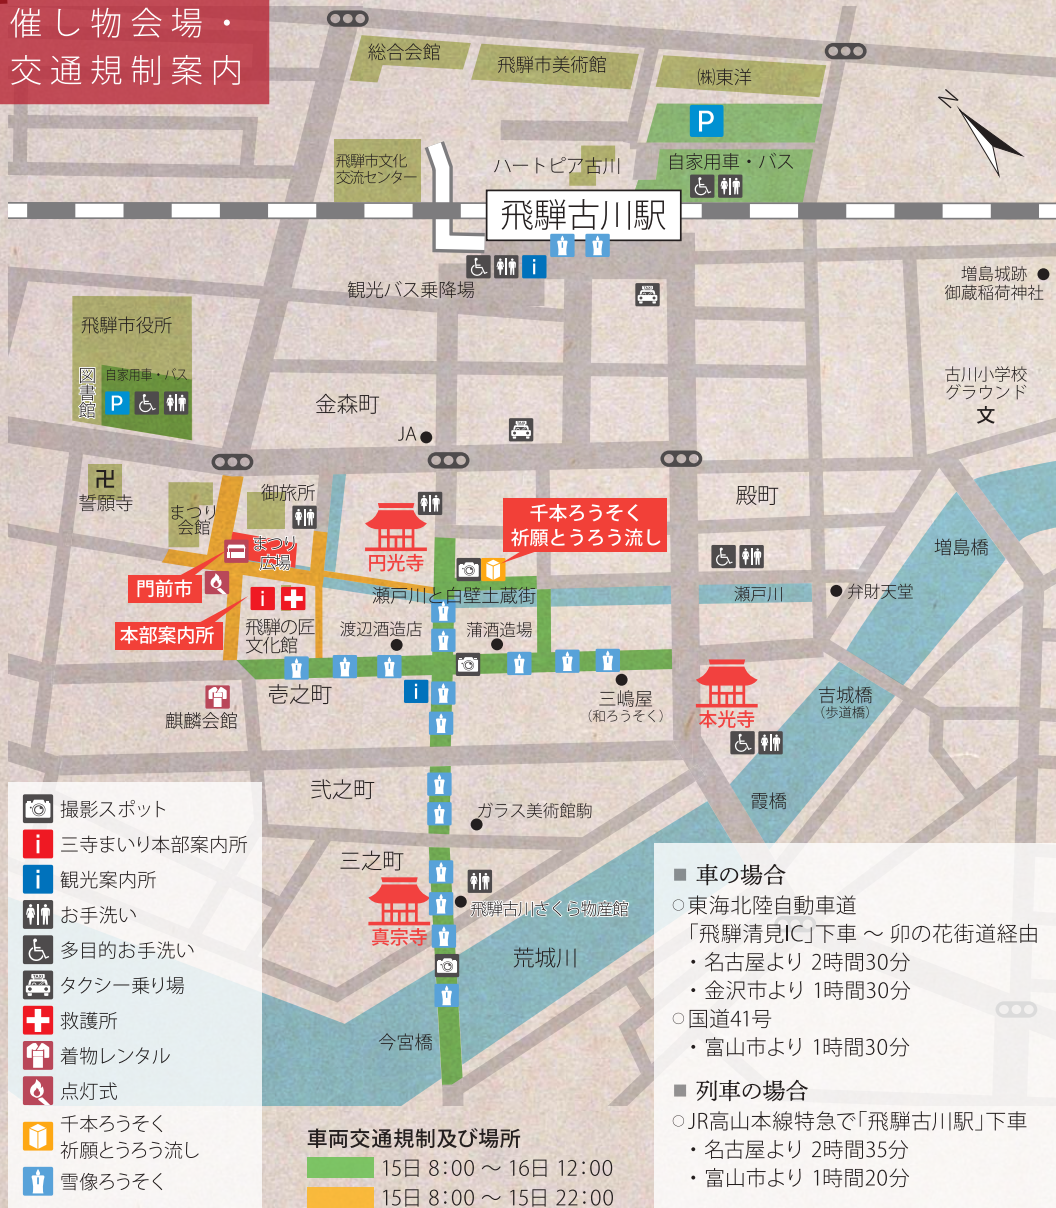 催し物会場・
交通規制案内
総合会館
飛騨市美術館
㈱東洋
N
P
飛騨市文化
交流センター
ハートピア古川
自家用車・バス
飛騨古川駅
i
観光バス乗降場
TAXI
増島城跡
御蔵稲荷神社
飛騨市役所
図書館
自家用車・バス
P
金森町
古川小学校
グラウンド
文
JA
TAXI
卍
誓願寺
まつり
会館
御旅所
千本ろうそく
祈願とうろう流し
殿町
まつり
広場
円光寺
増島橋
門前市
瀬戸川と白壁土蔵街
瀬戸川
弁財天堂
i
本部案内所
飛騨の匠
文化館
渡辺酒造店
蒲酒造場
壱之町
i
三嶋屋
(和ろうそく)
本光寺
吉城橋
(歩道橋)
麒麟会館
弐之町
ガラス美術館駒
霞橋
三之町
真宗寺
飛騨古川さくら物産館
荒城川
今宮橋
撮影スポット
i
三寺まいり本部案内所
i
観光案内所
お手洗い
多目的お手洗い
TAXI
タクシー乗り場
救護所
着物レンタル
点灯式
千本ろうそく
祈願とうろう流し
雪像ろうそく
車両交通規制及び場所
15日 8:00 ～ 16日 12:00
15日 8:00 ～ 15日 22:00
■ 車の場合
○東海北陸自動車道
「飛騨清見IC」下車 ～ 卯の花街道経由
・名古屋より 2時間30分
・金沢市より 1時間30分
○国道41号
・富山市より 1時間30分
■ 列車の場合
○JR高山本線特急で「飛騨古川駅」下車
・名古屋より 2時間35分
・富山市より 1時間20分